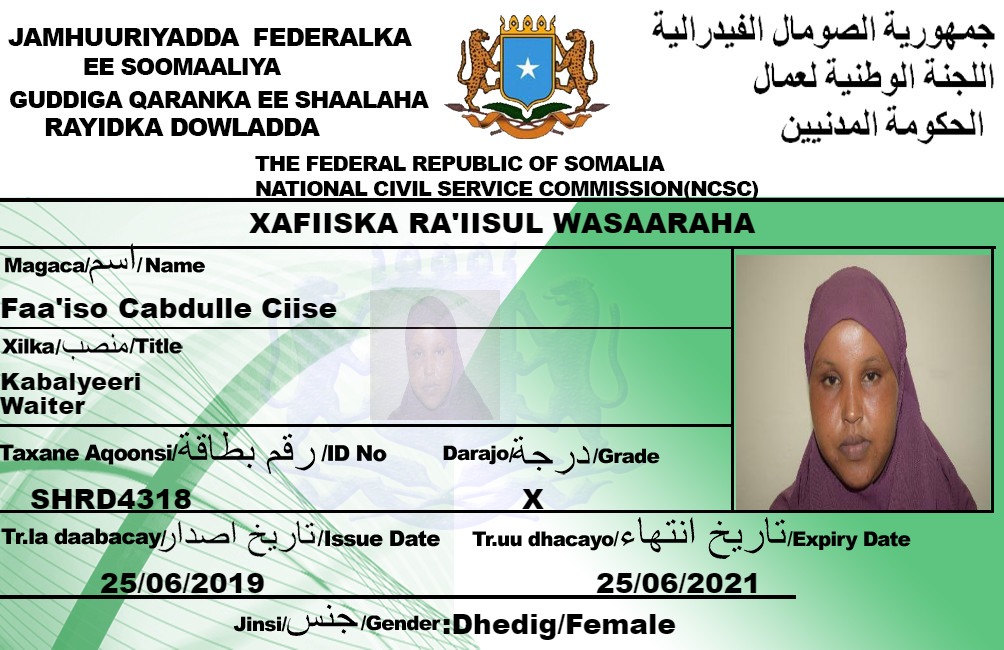 JAMHUURIYADDA FEDERALKA
EE SOOMAALIYA
GUDDIGA QARANKA EE SHAALAHA
RAYIDKA DOWLADDA
جمهورية الصومال الفيدرالية
اللجنة الوطنية لعمال
الحكومة المدنيين
THE FEDERAL REPUBLIC OF SOMALIA
NATIONAL CIVIL SERVICE COMMISSION(NCSC)
XAFIISKA RA'IISUL WASAARAHA
Magaca/اسم/Name
Faa'iso Cabdulle Ciise
Xilka/منصب/Title
Kabalyeeri
Waiter
Taxane Aqoonsi/رقم بطاقة/ID No
Darajo/درجة/Grade
SHRD4318
X
Tr.la daabacay/تاريخ اصدار/Issue Date
Tr.uu dhacayo/تاريخ انتهاء/Expiry Date
25/06/2019
25/06/2021
Jinsi/جنس/Gender:Dhedig/Female